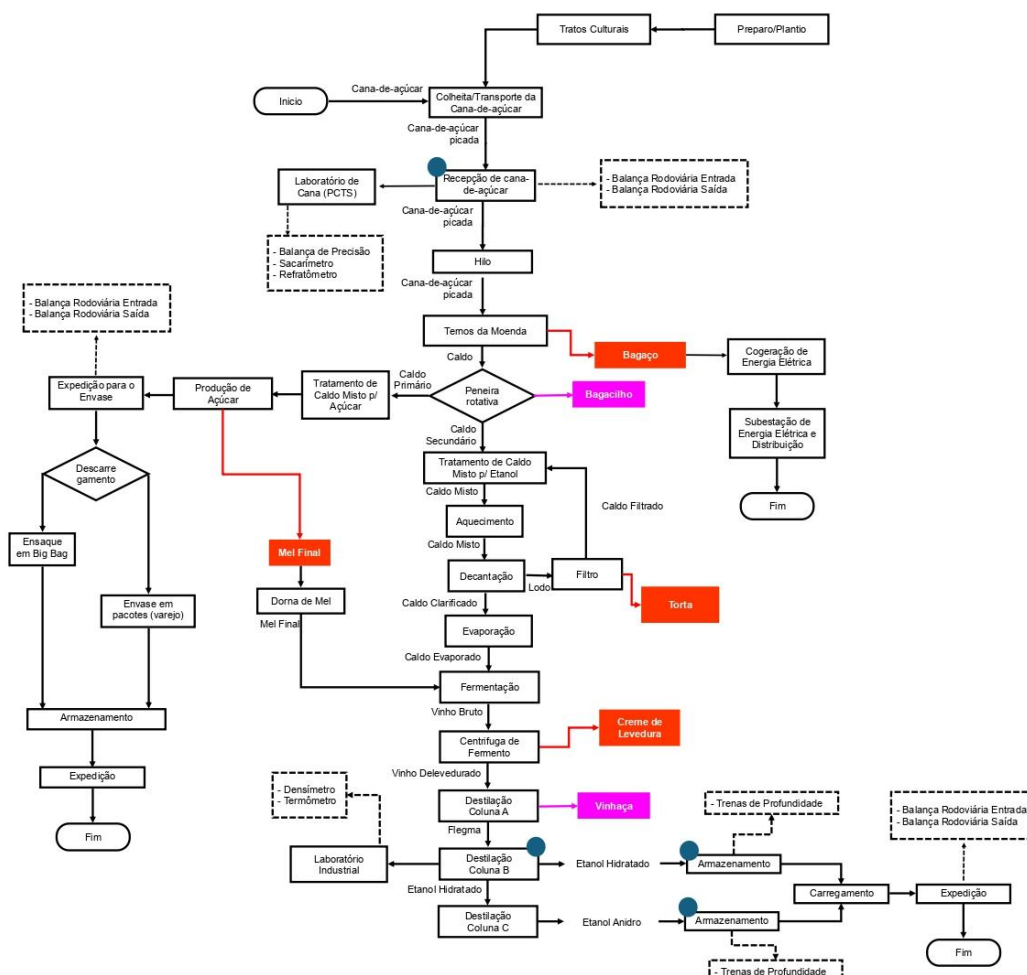 Tratos Culturais
Preparo/Plantio
Inicio
Cana-de-açúcar
Colheita/Transporte da
Cana-de-açúcar
Cana-de-açúcar
picada
Laboratório de
Cana (PCTS)
Recepção de cana-
de-açúcar
- Balança Rodoviária Entrada
- Balança Rodoviária Saída
Cana-de-açúcar
picada
- Balança de Precisão
- Sacarímetro
- Refratômetro
Hilo
Cana-de-açúcar
picada
- Balança Rodoviária Entrada
- Balança Rodoviária Saída
Ternos da Moenda
Bagaço
Cogeração de
Energia Elétrica
Caldo
Expedição para o
Envase
Produção de
Açúcar
Tratamento de
Caldo Misto p/
Açúcar
Caldo
Primário
Peneira
rotativa
Bagacilho
Subestação de
Energia Elétrica e
Distribuição
Caldo
Secundário
Descarre
gamento
Tratamento de Caldo
Misto p/ Etanol
Caldo Filtrado
Fim
Caldo Misto
Aquecimento
Ensaque
em Big Bag
Mel Final
Caldo Misto
Decantação
Lodo
Filtro
Torta
Envase em
pacotes (varejo)
Dorna de Mel
Mel Final
Caldo Clarificado
Evaporação
Caldo Evaporado
Fermentação
Armazenamento
Vinho Bruto
Centrifuga de
Fermento
Creme de
Levedura
Expedição
Vinho Delevedurado
- Densímetro
- Termômetro
Destilação
Coluna A
Vinhaça
- Trenas de Profundidade
- Balança Rodoviária Entrada
- Balança Rodoviária Saída
Fim
Flegma
Laboratório
Industrial
Destilação
Coluna B
Etanol Hidratado
Armazenamento
Etanol Hidratado
Carregamento
Expedição
Destilação
Coluna C
Etanol Anidro
Armazenamento
Fim
- Trenas de Profundidade